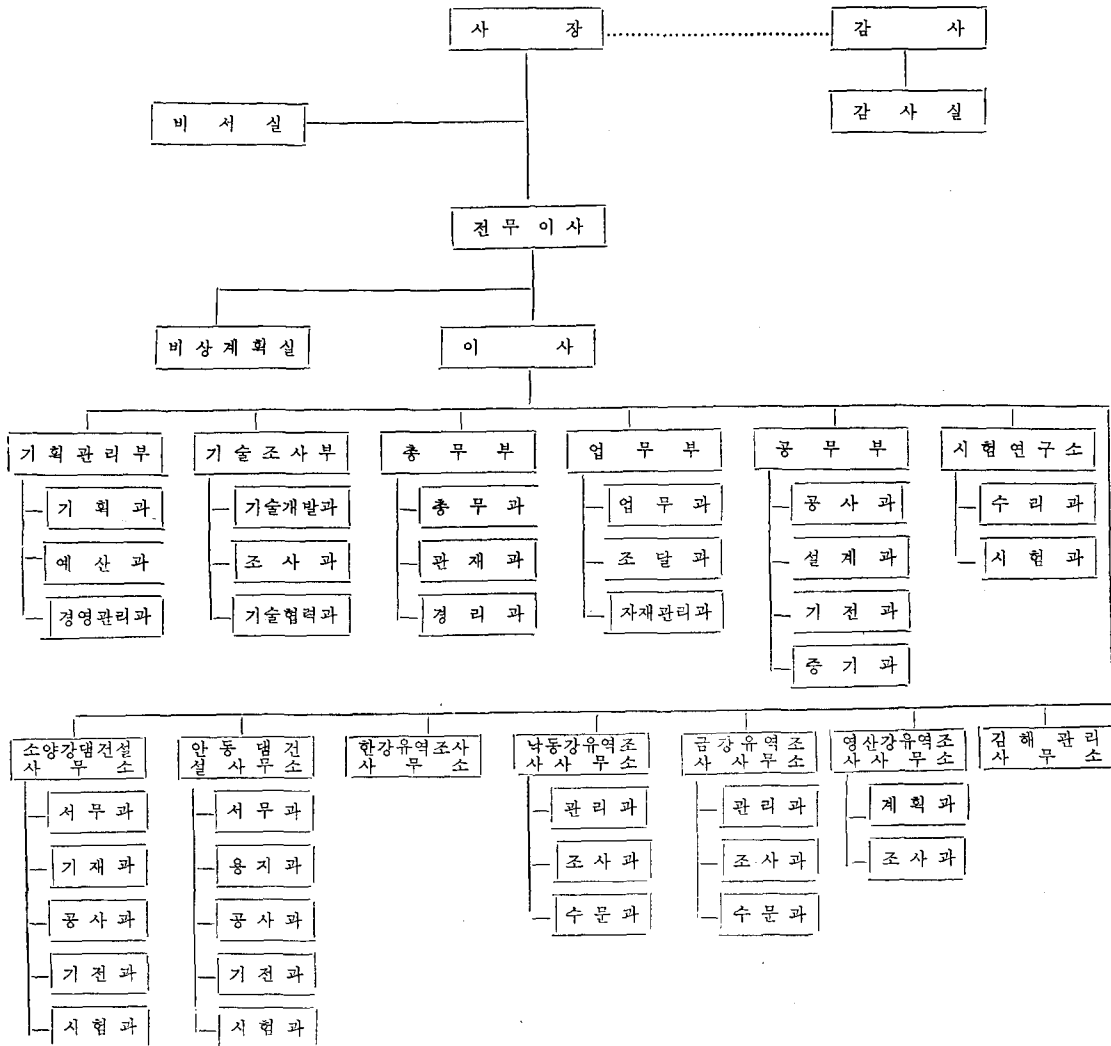 사 장
감 사
비 서 실
감 사 실
전 무 이 사
비 상 계 획 실
이 사
기 획 관 리 부
기 술 조 사 부
총 무 부
업 무 부
공 무 부
시 험 연 구 소
기 획 과
기술개발과
총 무 과
업 무 과
공 사 과
수 리 과
예 산 과
조 사 과
관 재 과
조 달 과
설 계 과
시 험 과
경영관리과
기술협력과
경 리 과
자재관리과
기 전 과
중 기 과
소양강댐건설
사 무 소
안 동 댐 건
설 사무소
한강유역조사
사 무 소
낙동강유역조
사 사 무 소
금 강 유 역 조
사 사 무 소
영산강유역조
사 사 무 소
김 해 관 리
사 무 소
서 무 과
서 무 과
관 리 과
관 리 과
계 획 과
기 재 과
용 지 과
조 사 과
조 사 과
조 사 과
공 사 과
공 사 과
수 문 과
수 문 과
기 전 과
기 전 과
시 험 과
시 험 과